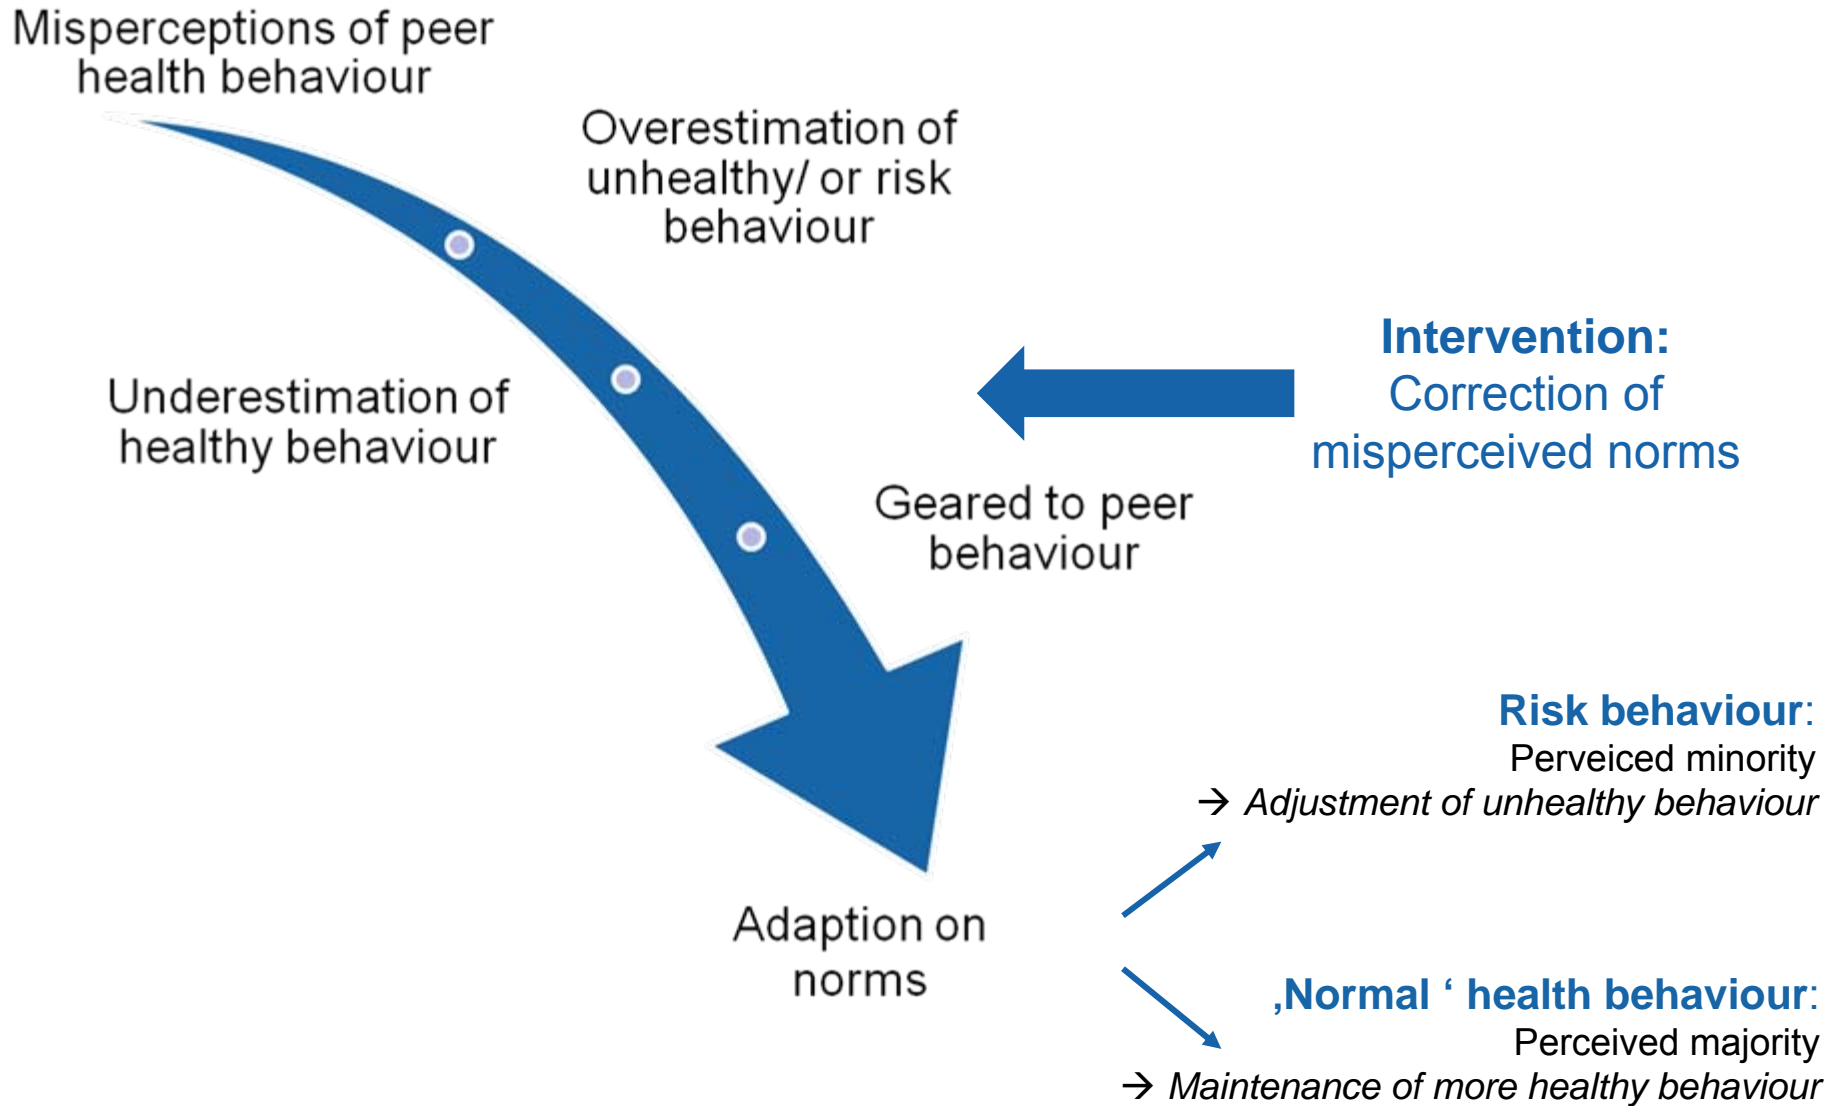 Misperceptions of peer
health behaviour
Overestimation of
unhealthy/ or risk
behaviour
Underestimation of
healthy behaviour
Intervention:
Correction of
misperceived norms
Geared to peer
behaviour
Adaption on
norms
Risk behaviour:
Perveiced minority
→ Adjustment of unhealthy behaviour
‚Normal ‘ health behaviour:
Perceived majority
→ Maintenance of more healthy behaviour